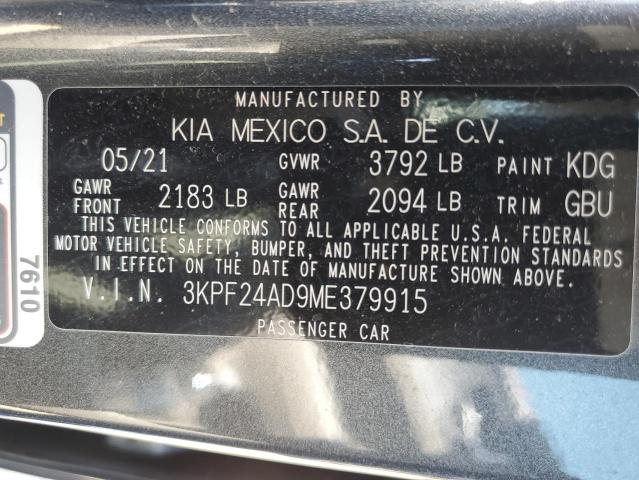 MANUFACTURED BY
KIA MEXICO S.A. DE C.V.
05/21 GVWR 3792 LB PAINT KDG
GAWR FRONT 2183 LB GAWR REAR 2094 LB TRIM GBU
THIS VEHICLE CONFORMS TO ALL APPLICABLE U.S.A. FEDERAL
MOTOR VEHICLE SAFETY, BUMPER, AND THEFT PREVENTION STANDARDS
IN EFFECT ON THE DATE OF MANUFACTURE SHOWN ABOVE.
V.I.N. 3KPF24AD9ME379915
PASSENGER CAR
7610